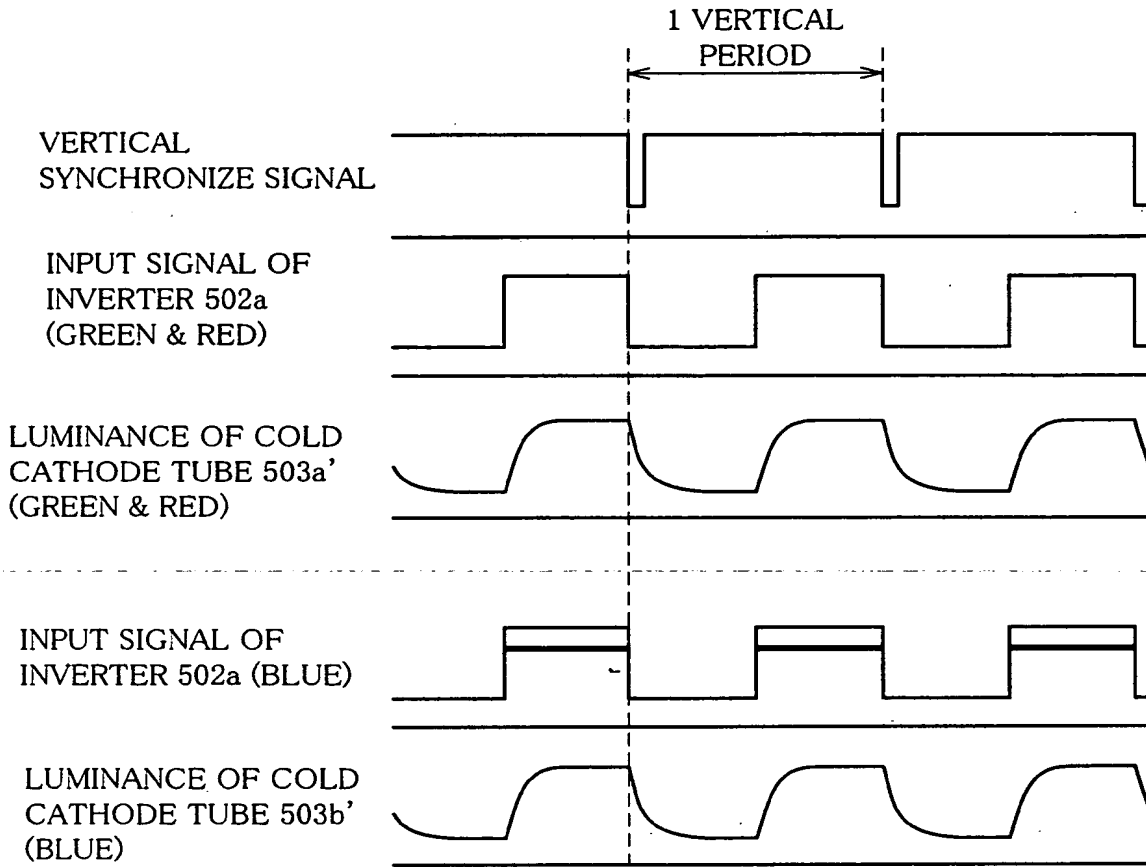 1 VERTICAL
PERIOD
VERTICAL
SYNCHRONIZE SIGNAL
INPUT SIGNAL OF
INVERTER 502a
(GREEN & RED)
LUMINANCE OF COLD
CATHODE TUBE 503a’
(GREEN & RED)
INPUT SIGNAL OF
INVERTER 502a (BLUE)
LUMINANCE OF COLD
CATHODE TUBE 503b’
(BLUE)